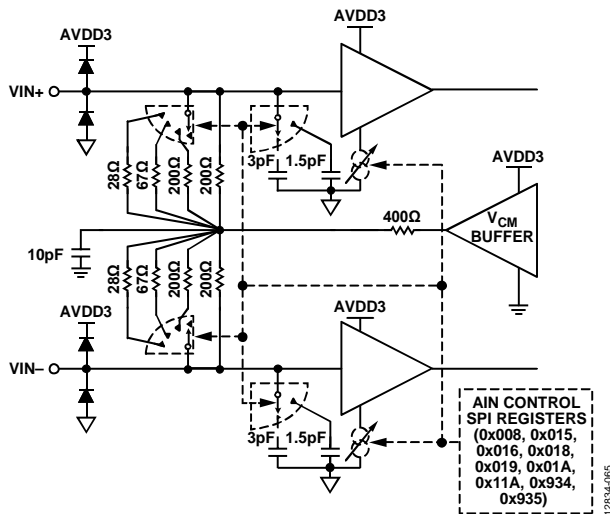 AVDD3
AVDD3
VIN+
28Ω
67Ω
200Ω
200Ω
3pF
1.5pF
AVDD3
400Ω
VCM
BUFFER
10pF
28Ω
67Ω
200Ω
200Ω
AVDD3
AVDD3
VIN–
3pF
1.5pF
AIN CONTROL
SPI REGISTERS
(0x008, 0x015,
0x016, 0x018,
0x019, 0x01A,
0x11A, 0x934,
0x935)
12834-065